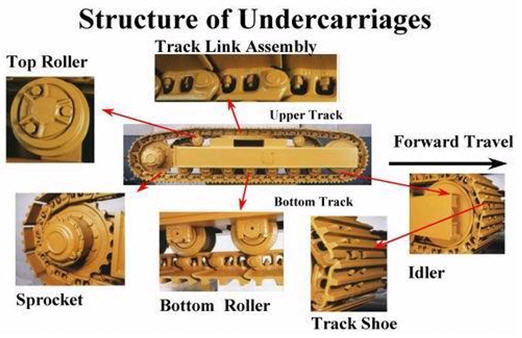 Structure of Undercarriages
Track Link Assembly
Top Roller
Upper Track
Forward Travel
Bottom Track
Idler
Sprocket
Bottom Roller
Track Shoe